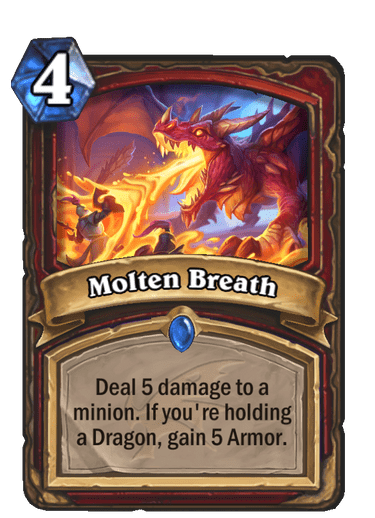 4
Molten Breath
Deal 5 damage to a
minion. If you're holding
a Dragon, gain 5 Armor.